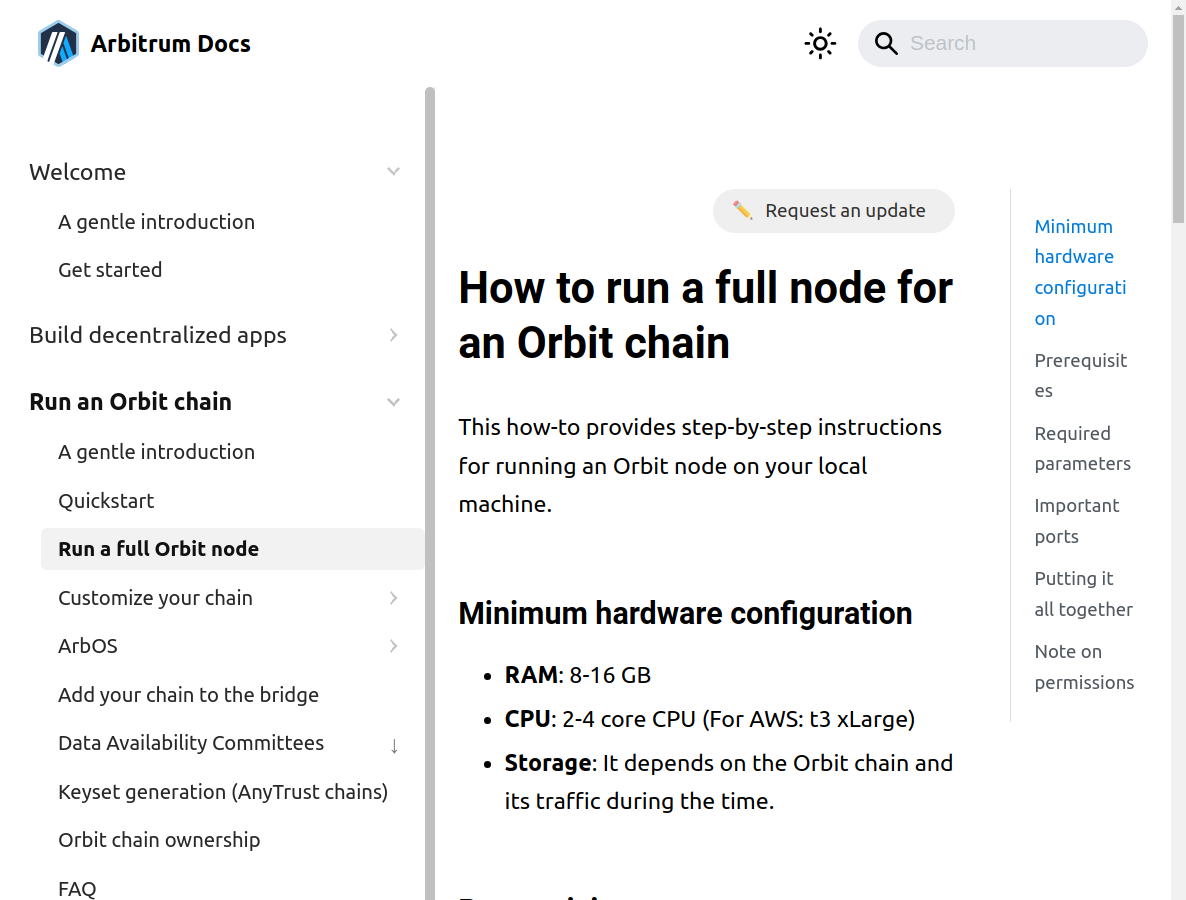 Arbitrum Docs
Search
Welcome
A gentle introduction
Get started
Build decentralized apps
Run an Orbit chain
A gentle introduction
Quickstart
Run a full Orbit node
Customize your chain
ArbOS
Add your chain to the bridge
Data Availability Committees ↓
Keyset generation (AnyTrust chains)
Orbit chain ownership
FAQ
✏️ Request an update
How to run a full node for
an Orbit chain
This how-to provides step-by-step instructions
for running an Orbit node on your local
machine.
Minimum hardware configuration
• RAM: 8-16 GB
• CPU: 2-4 core CPU (For AWS: t3 xLarge)
• Storage: It depends on the Orbit chain and
its traffic during the time.
Minimum
hardware
configurati
on
Prerequisit
es
Required
parameters
Important
ports
Putting it
all together
Note on
permissions